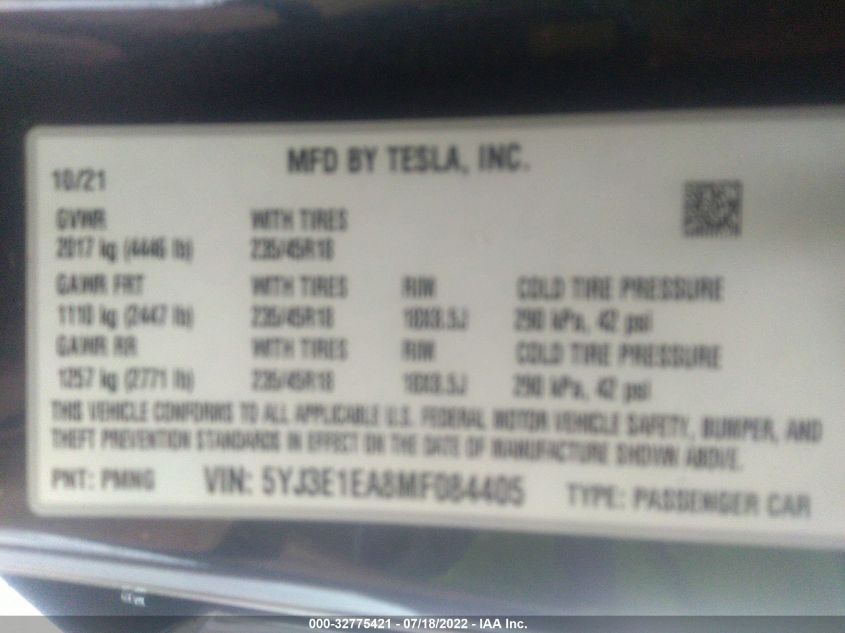 MFD BY TESLA, INC.
10/21
GVWR WITH TIRES
2017 kg (4446 lb) 235/45R18
GAWR FRT WITH TIRES RIM COLD TIRE PRESSURE
1110 kg (2447 lb) 235/45R18 18X8.5J 290 kPa, 42 psi
GAWR RR WITH TIRES RIM COLD TIRE PRESSURE
1257 kg (2771 lb) 235/45R18 18X8.5J 290 kPa, 42 psi
THIS VEHICLE CONFORMS TO ALL APPLICABLE U.S. FEDERAL MOTOR VEHICLE SAFETY, BUMPER, AND
THEFT PREVENTION STANDARDS IN EFFECT ON THE DATE OF MANUFACTURE SHOWN ABOVE.
PNT: PMNG VIN: 5YJ3E1EA8MF084405 TYPE: PASSENGER CAR
000-32775421 - 07/18/2022 - IAA Inc.